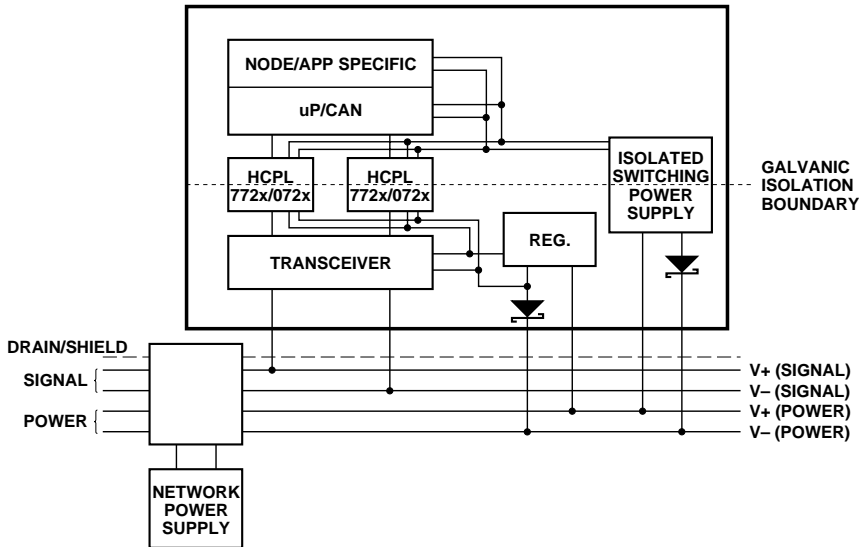 NODE/APP SPECIFIC
uP/CAN
HCPL
772x/072x
HCPL
772x/072x
ISOLATED
SWITCHING
POWER
SUPPLY
GALVANIC
ISOLATION
BOUNDARY
TRANSCEIVER
REG.
DRAIN/SHIELD
SIGNAL
POWER
V+ (SIGNAL)
V– (SIGNAL)
V+ (POWER)
V– (POWER)
NETWORK
POWER
SUPPLY